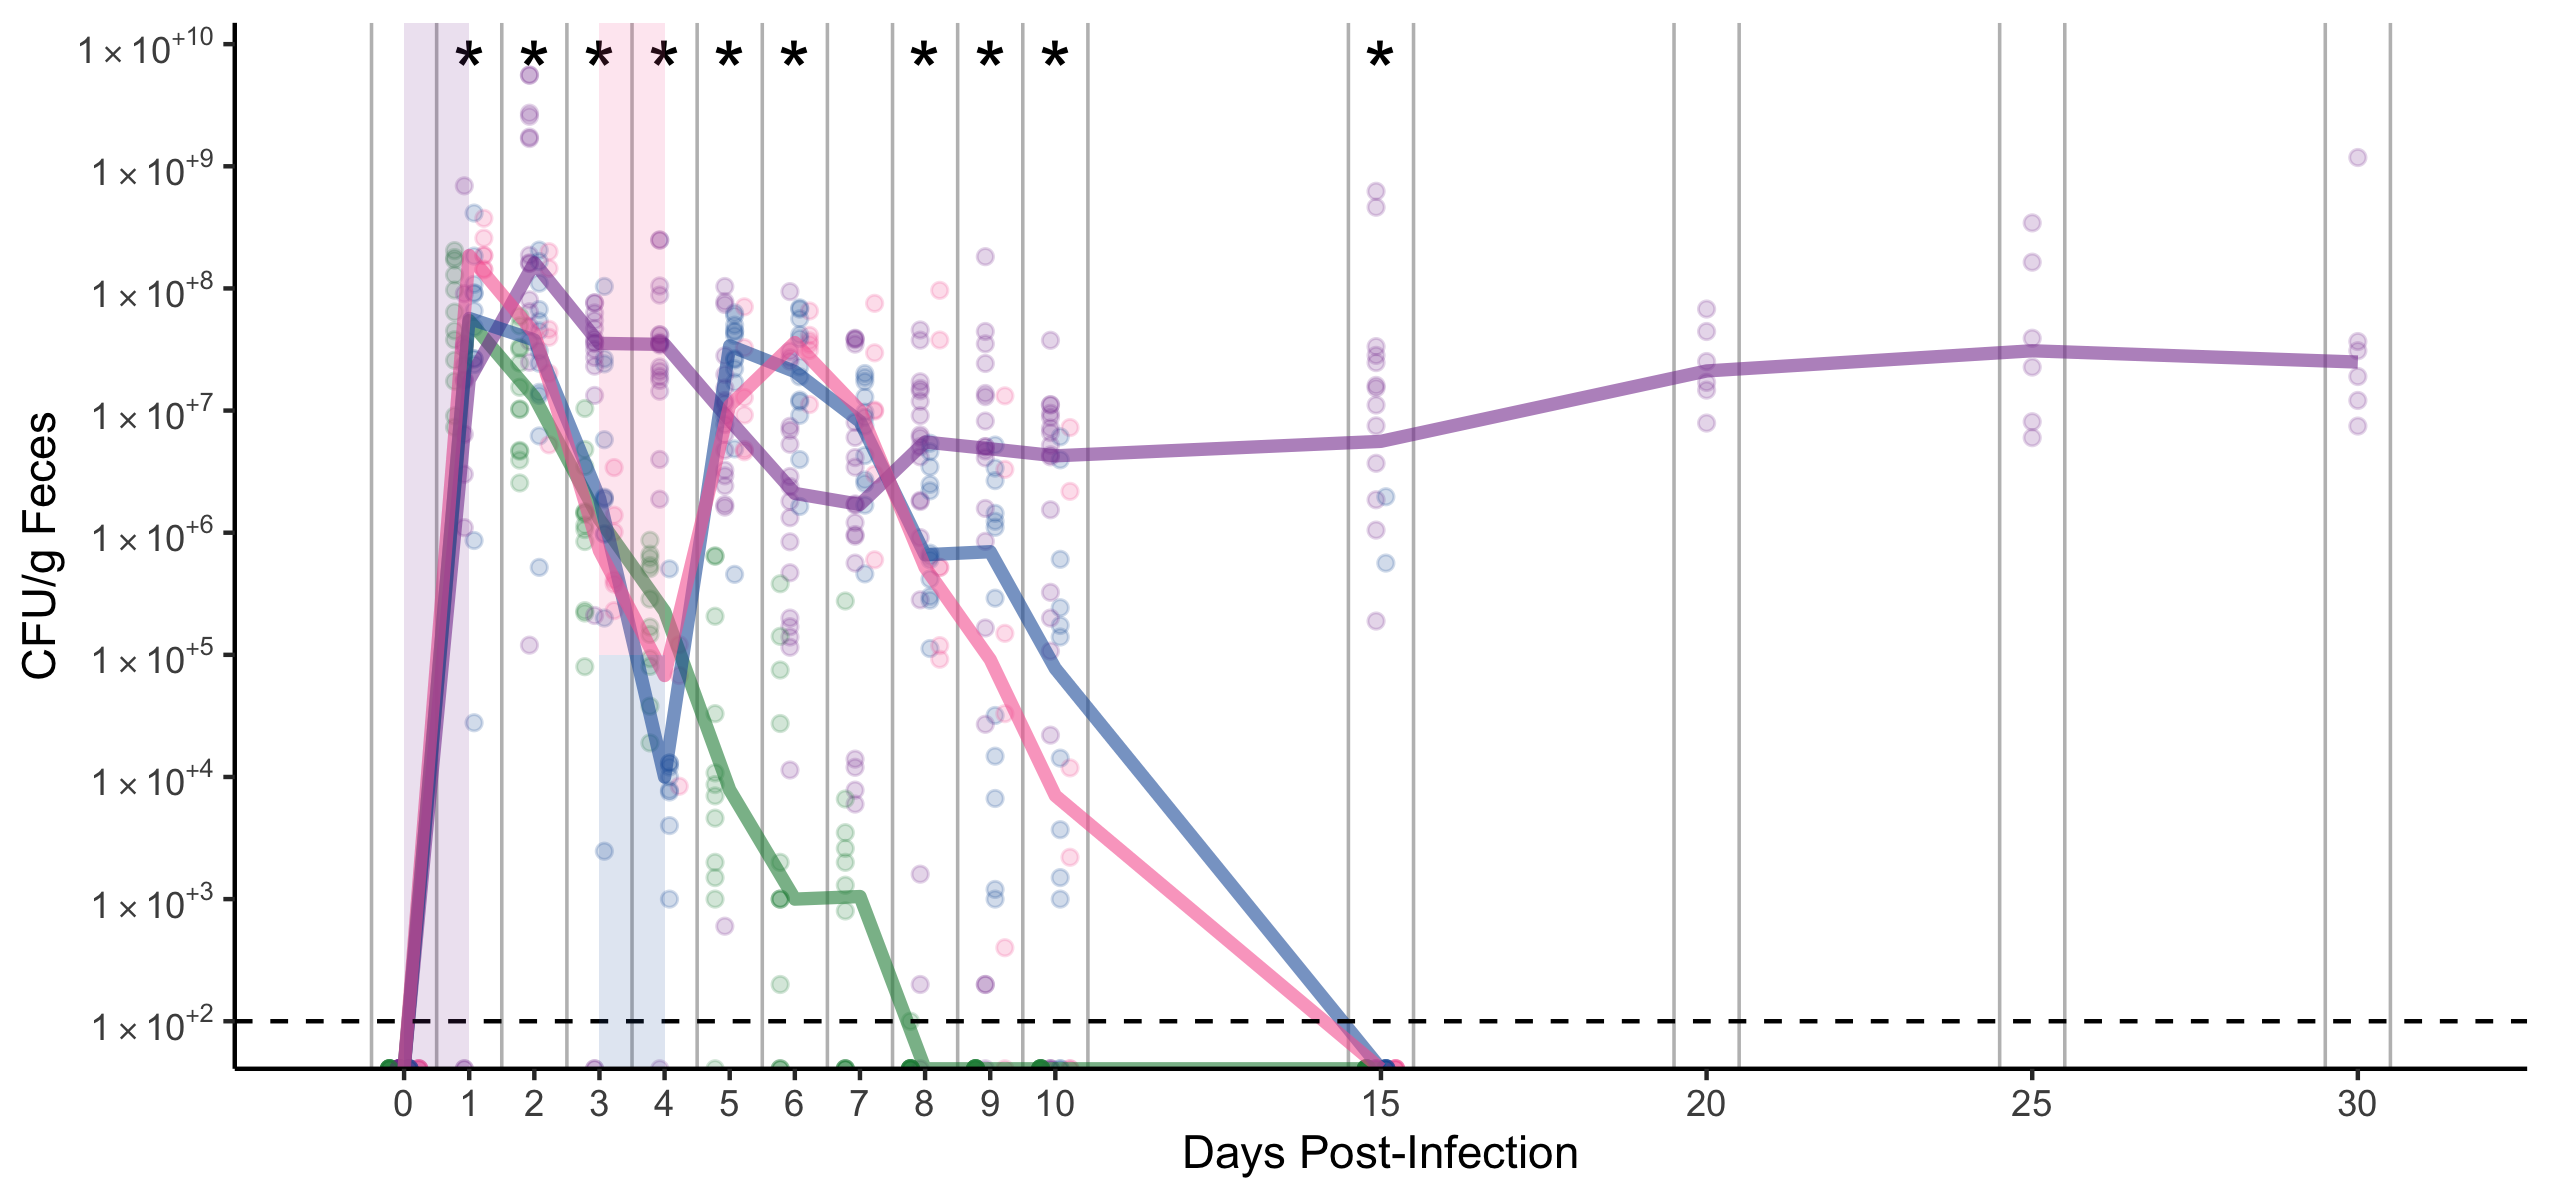 * * * * * * * * * *
1 × 10+10
1 × 10+9
1 × 10+8
1 × 10+7
1 × 10+6
1 × 10+5
1 × 10+4
1 × 10+3
1 × 10+2
CFU/g Feces
0 1 2 3 4 5 6 7 8 9 10 15 20 25 30
Days Post-Infection